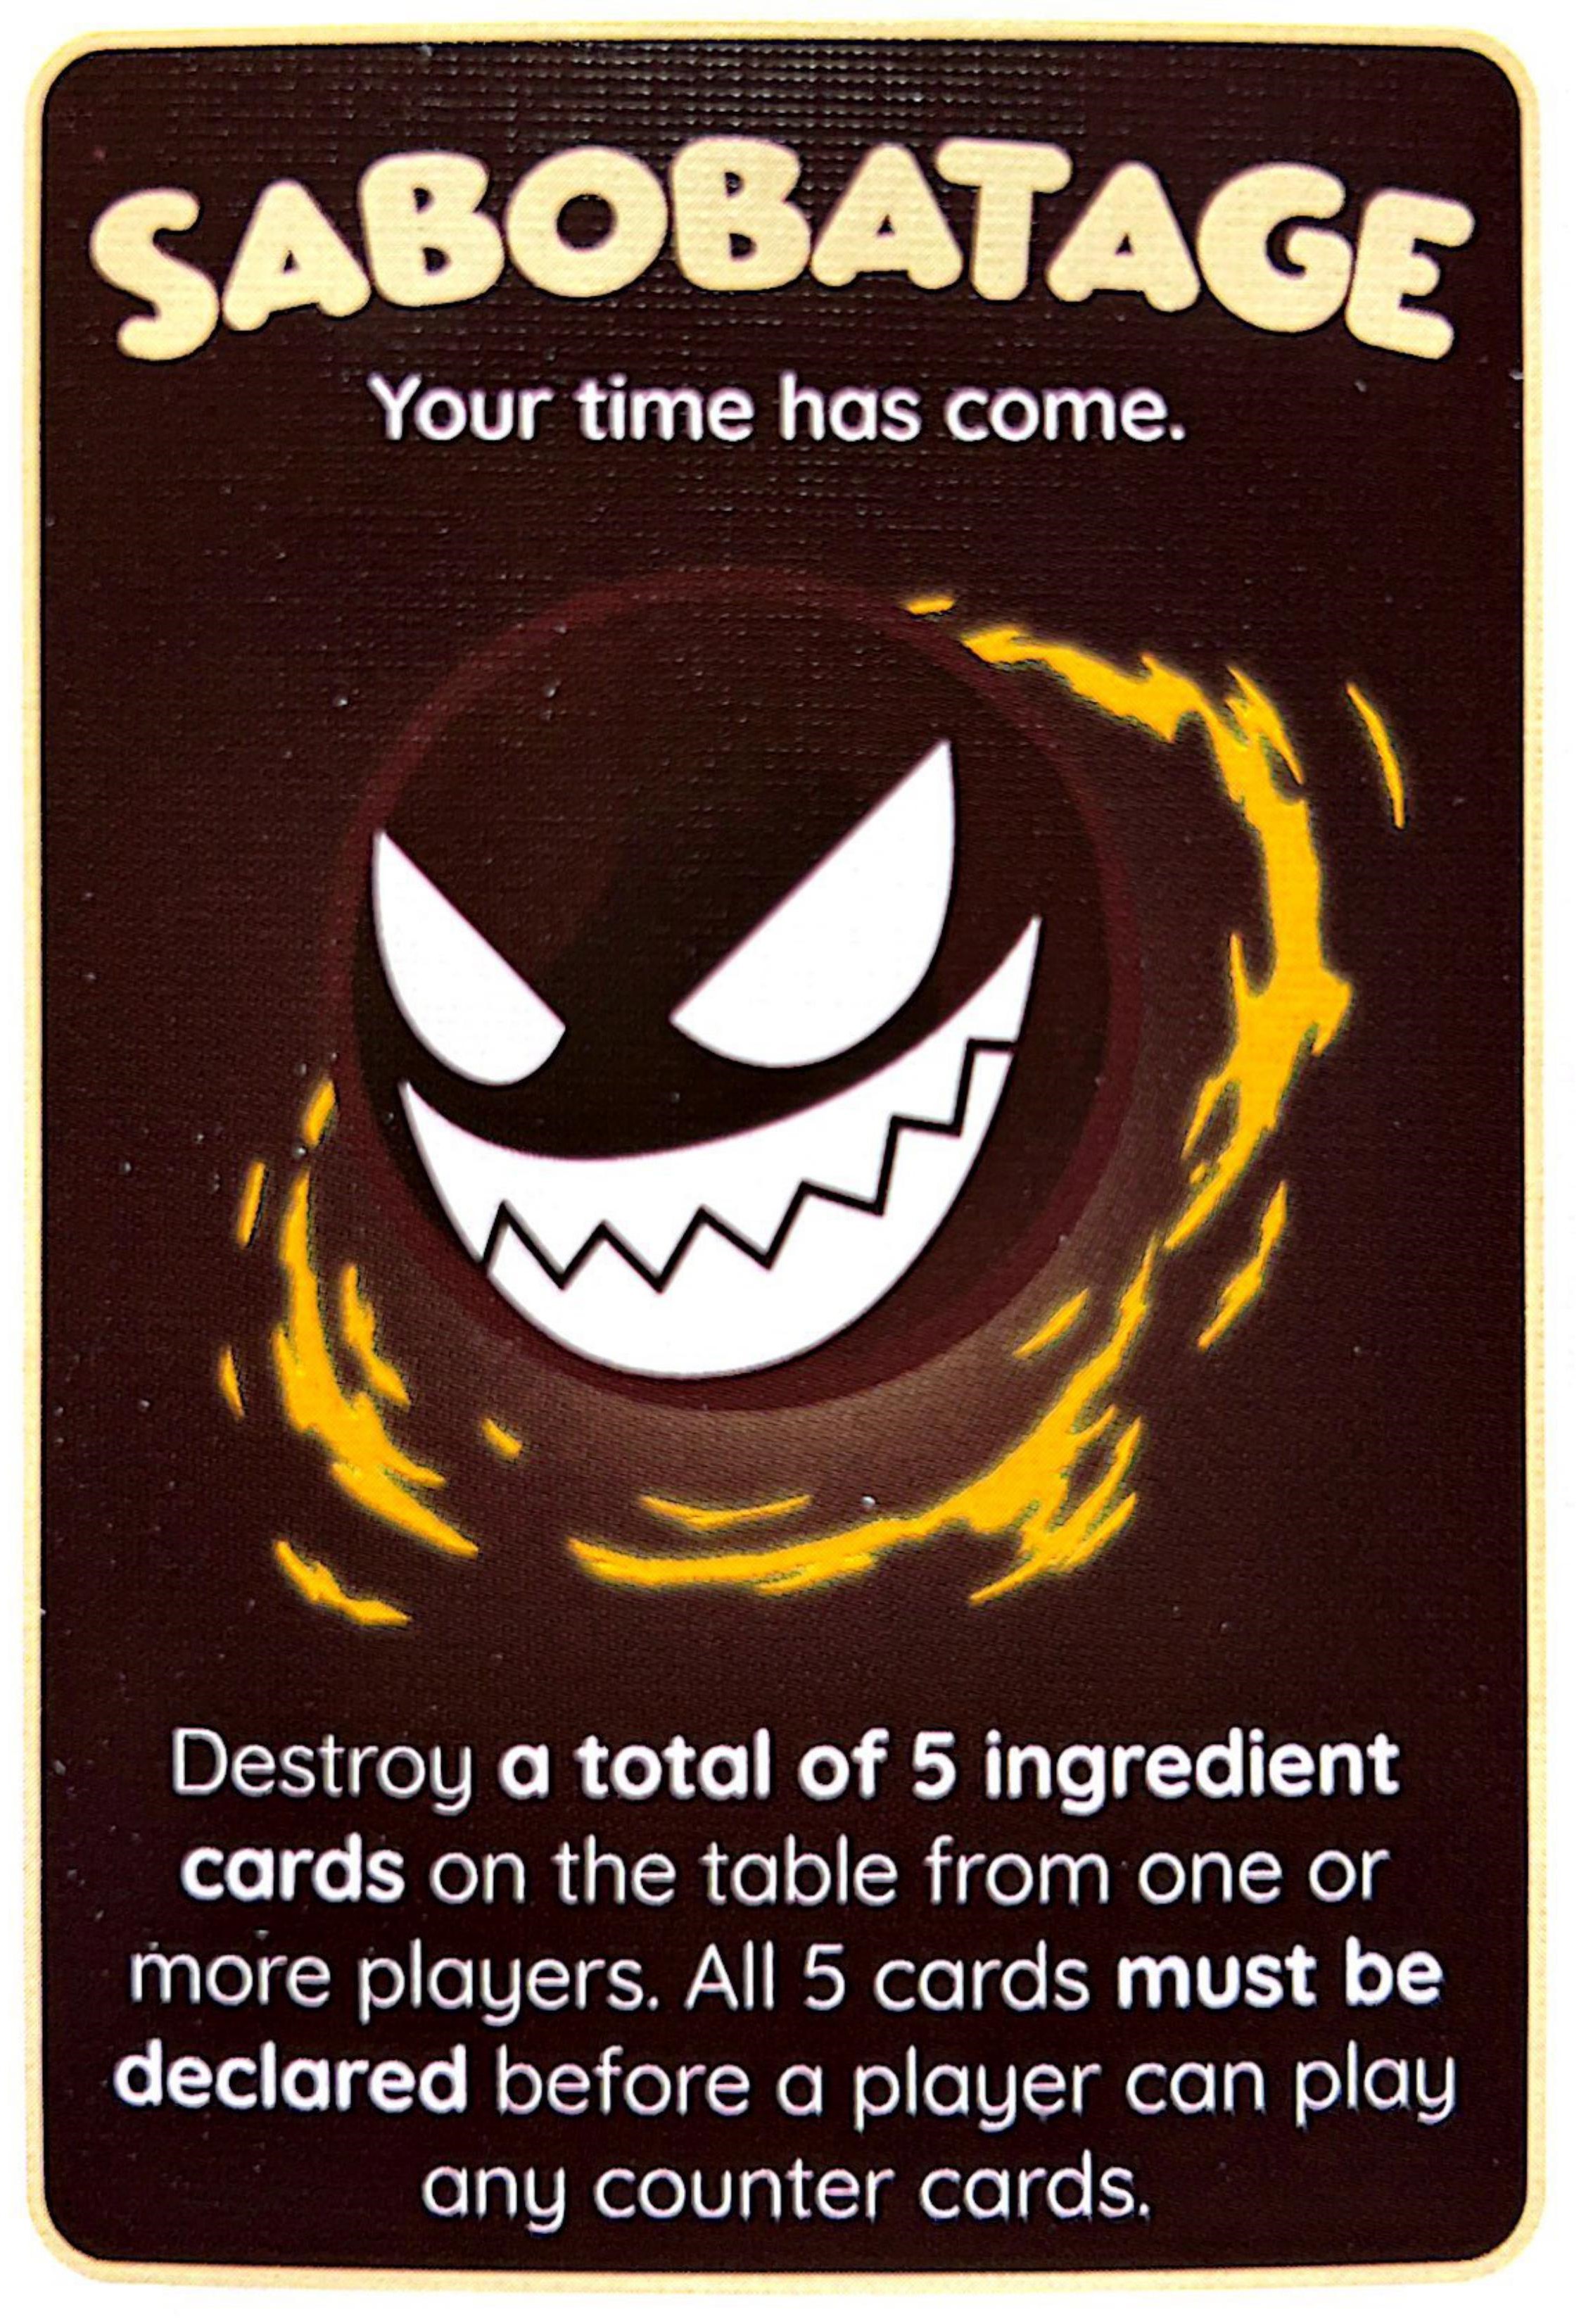 SABOBATAGE
Your time has come.
Destroy a total of 5 ingredient
cards on the table from one or
more players. All 5 cards must be
declared before a player can play
any counter cards.